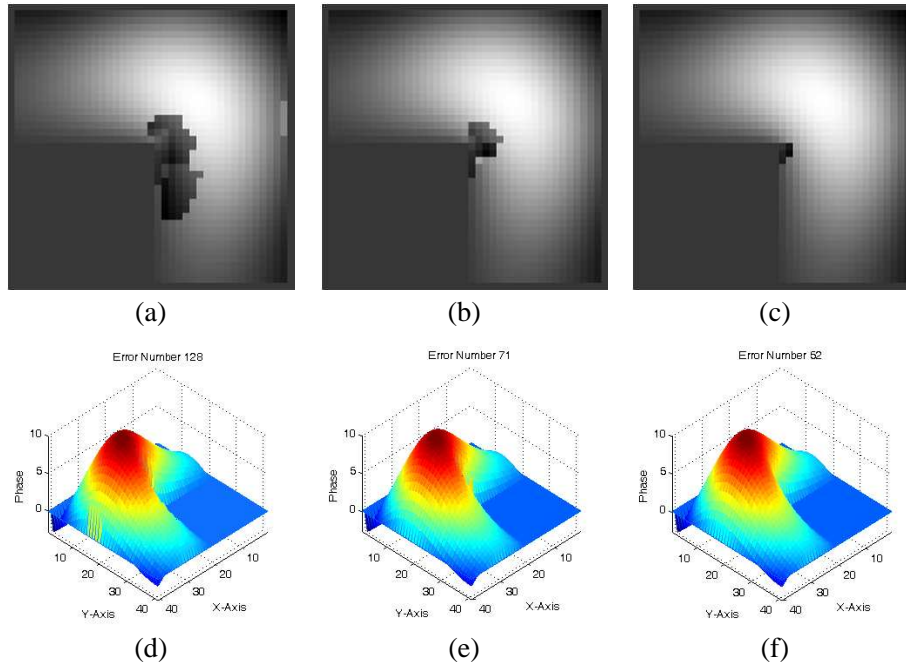 (a) (b) (c)
Error Number 128 Error Number 71 Error Number 52
10 10 10
5 5 5
0 0 0
Phase Phase Phase
10 20 30 40 40 30 20 10
10 20 30 40 40 30 20 10
10 20 30 40 40 30 20 10
Y-Axis X-Axis Y-Axis X-Axis Y-Axis X-Axis
(d) (e) (f)